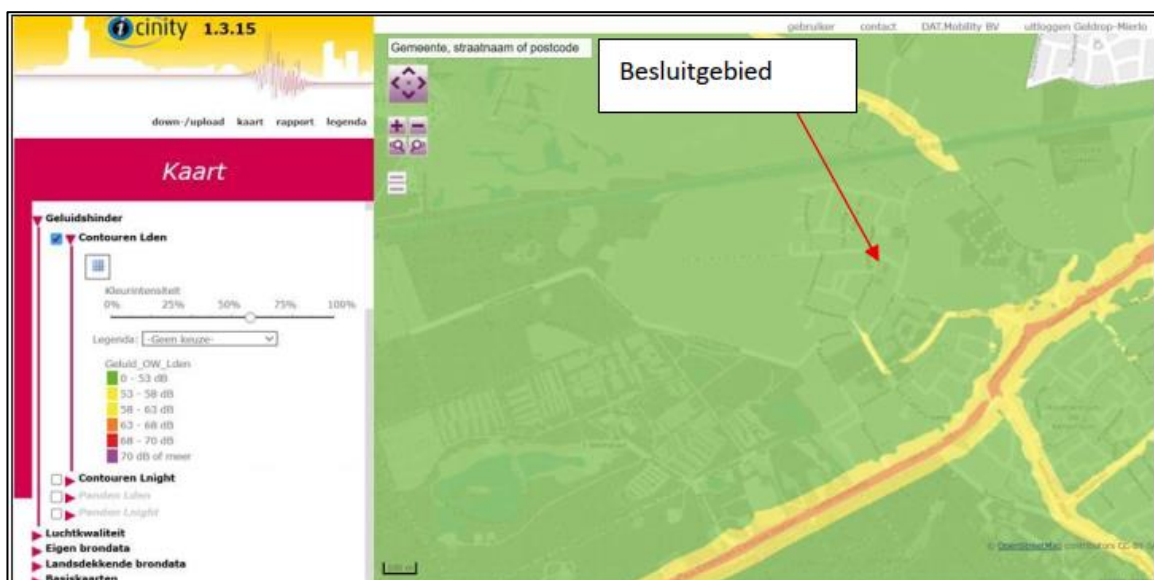 icinity 1.3.15
gebruiker contact DAT.Mobility BV uitloggen Geldrop-Mierlo
Gemeente, straatnaam of postcode
Besluitgebied
down-/upload kaart rapport legenda
Kaart
Geluidshinder
Contouren Lden
Kleurintensiteit
0% 25% 50% 75% 100%
Legenda: -Geen keuze-
Geluid_OW_Lden
0 - 53 dB
53 - 58 dB
58 - 63 dB
63 - 68 dB
68 - 70 dB
70 dB of meer
Contouren Lnight
Panden Lden
Panden Lnight
Luchtkwaliteit
Eigen brondata
Landsdekkende brondata
Basiskaarten
© OpenStreetMap contributors CC-BY-